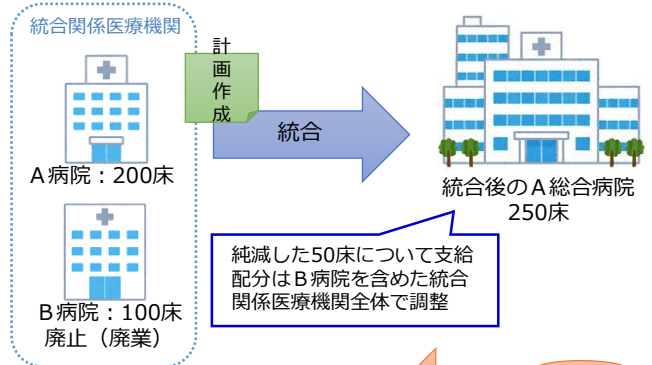 統合関係医療機関
計
画
作
成
A病院：200床
統合
B病院：100床
廃止（廃業）
統合後のＡ総合病院
250床
純減した50床について支給
配分はＢ病院を含めた統合
関係医療機関全体で調整